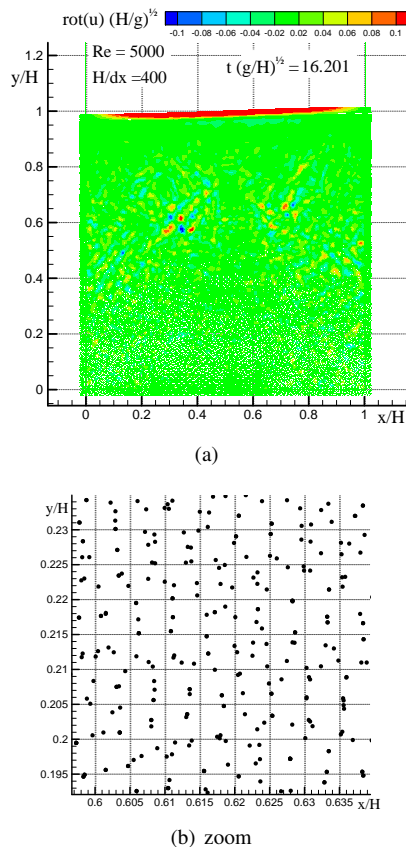 rot(u) (H/g)^½ -0.1 -0.08 -0.06 -0.04 -0.02 0 0.02 0.04 0.06 0.08 0.1
Re = 5000
t (g/H)^½ = 16.201
H/dx =400
y/H
1.2
1
0.8
0.6
0.4
0.2
0
0 0.2 0.4 0.6 0.8 1
x/H
(a)
y/H
0.23
0.225
0.22
0.215
0.21
0.205
0.2
0.195
0.6 0.605 0.61 0.615 0.62 0.625 0.63 0.635
x/H
(b) zoom